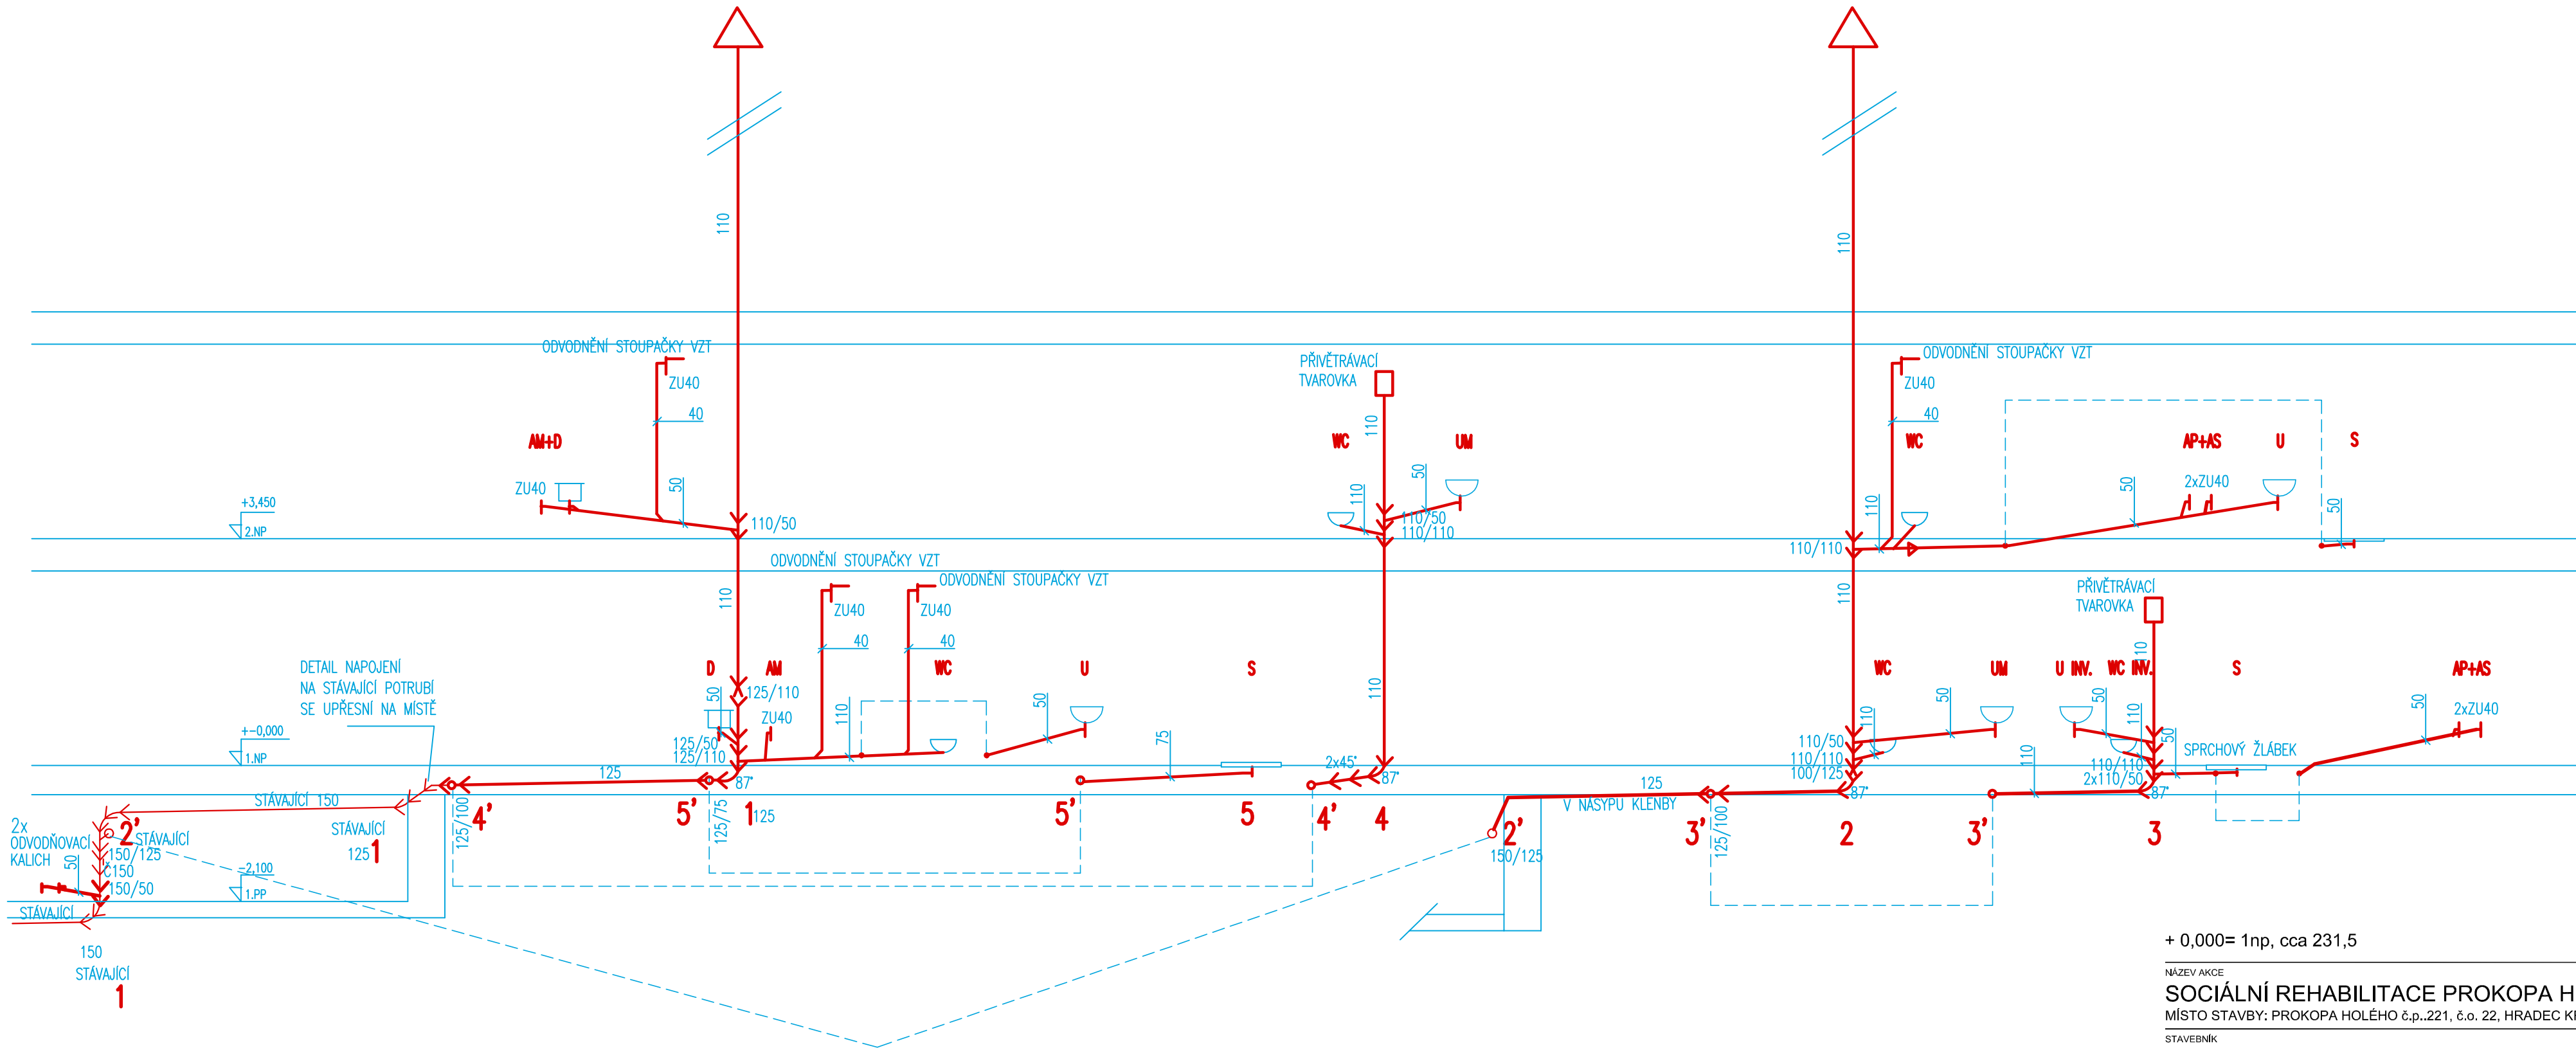 110
110
ODVODNĚNÍ STOUPAČKY VZT
ZU40
40
PŘIVĚTRÁVACÍ
TVAROVKA
110
ODVODNĚNÍ STOUPAČKY VZT
ZU40
40
AM+D
WC
UM
WC
AP+AS
U
S
ZU40
50
110
50
110
50
2xZU40
50
+3,450
2.NP
110/50
110/50
110/110
110/110
ODVODNĚNÍ STOUPAČKY VZT
ODVODNĚNÍ STOUPAČKY VZT
ZU40
ZU40
110
110
40
40
PŘIVĚTRÁVACÍ
TVAROVKA
110
DETAIL NAPOJENÍ
NA STÁVAJÍCÍ POTRUBÍ
SE UPŘESNÍ NA MÍSTĚ
D
AM
WC
U
S
110
WC
UM
U INV.
WC INV.
S
AP+AS
50
125/110
ZU40
110
50
75
110
50
50
110
50
50
2xZU40
+-0,000
1.NP
125/50
125/110
110/50
110/110
100/125
110
110/110
2x110/50
SPRCHOVÝ ŽLÁBEK
125
87°
2x45°
87°
125
87°
87°
STÁVAJÍCÍ 150
V NÁSYPU KLENBY
4'
5'
1
125
5'
5
4'
4
2'
3'
2
3'
3
125/100
125/75
150/125
125/100
2x
ODVODŇOVACÍ
KALICH
50
2'
STÁVAJÍCÍ
150/125
Č150
150/50
STÁVAJÍCÍ
125
1
-2,100
1.PP
STÁVAJÍCÍ
150
STÁVAJÍCÍ
1
+ 0,000= 1np, cca 231,5
NÁZEV AKCE
SOCIÁLNÍ REHABILITACE PROKOPA H
MÍSTO STAVBY: PROKOPA HOLÉHO č.p..221, č.o. 22, HRADEC K
STAVEBNÍK